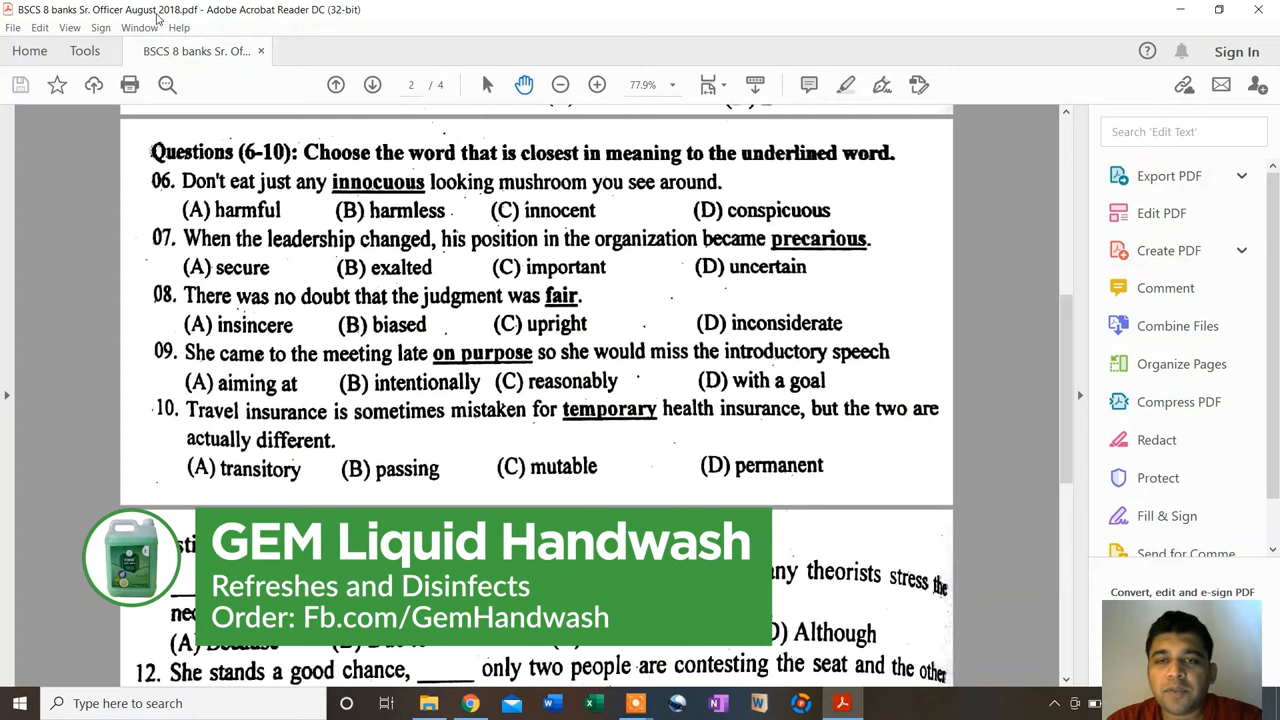 BSCS 8 banks Sr. Officer August 2018.pdf - Adobe Acrobat Reader DC (32-bit)
File Edit View Sign Window Help
Home Tools BSCS 8 banks Sr. Of... × Sign In
2 / 4 77.9%
Questions (6-10): Choose the word that is closest in meaning to the underlined word.
06. Don't eat just any innocuous looking mushroom you see around.
(A) harmful (B) harmless (C) innocent (D) conspicuous
07. When the leadership changed, his position in the organization became precarious.
(A) secure (B) exalted (C) important (D) uncertain
08. There was no doubt that the judgment was fair.
(A) insincere (B) biased (C) upright (D) inconsiderate
09. She came to the meeting late on purpose so she would miss the introductory speech
(A) aiming at (B) intentionally (C) reasonably (D) with a goal
10. Travel insurance is sometimes mistaken for temporary health insurance, but the two are
actually different.
(A) transitory (B) passing (C) mutable (D) permanent
any theorists stress the
(D) Although
12. She stands a good chance, _____ only two people are contesting the seat and the other
GEM Liquid Handwash
Refreshes and Disinfects
Order: Fb.com/GemHandwash
Search 'Edit Text'
Export PDF
Edit PDF
Create PDF
Comment
Combine Files
Organize Pages
Compress PDF
Redact
Protect
Fill & Sign
Send for Comme
Convert, edit and e-sign PDF
Type here to search